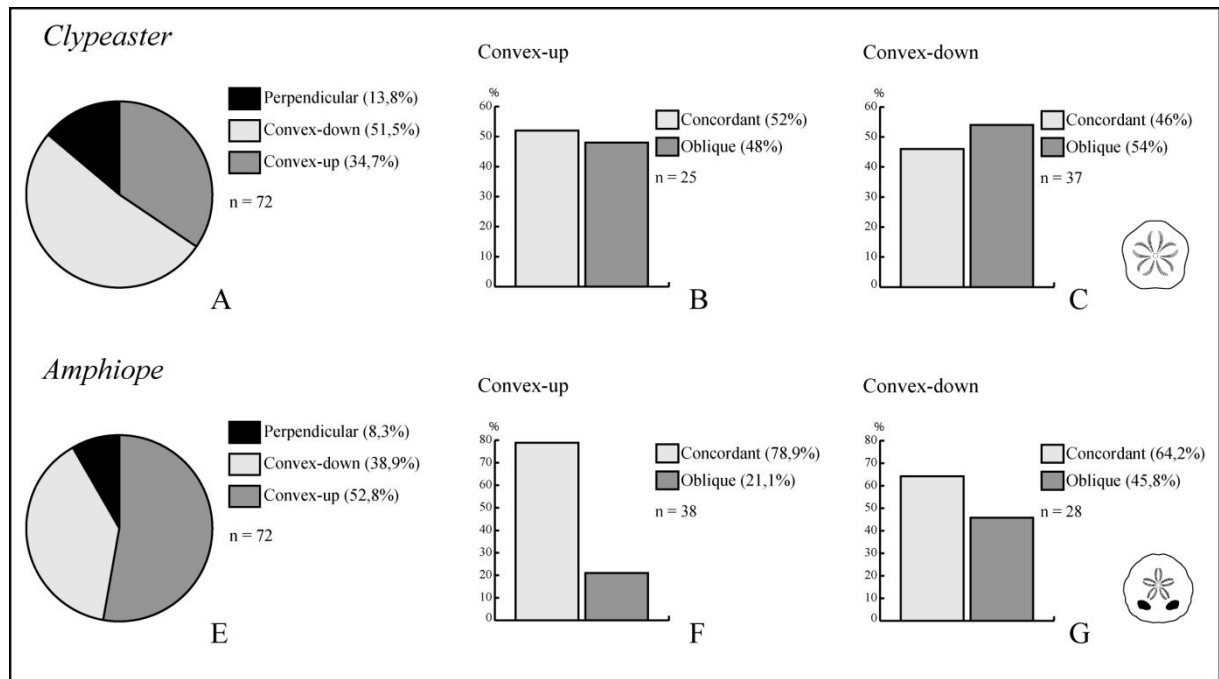 Clypeaster
Perpendicular (13,8%)
Convex-down (51,5%)
Convex-up (34,7%)
n = 72
A
Convex-up
%
60
50
40
30
20
10
0
Concordant (52%)
Oblique (48%)
n = 25
B
Convex-down
%
60
50
40
30
20
10
0
Concordant (46%)
Oblique (54%)
n = 37
C
Amphiope
Perpendicular (8,3%)
Convex-down (38,9%)
Convex-up (52,8%)
n = 72
E
Convex-up
%
80
70
60
50
40
30
20
10
0
Concordant (78,9%)
Oblique (21,1%)
n = 38
F
Convex-down
%
80
70
60
50
40
30
20
10
0
Concordant (64,2%)
Oblique (45,8%)
n = 28
G